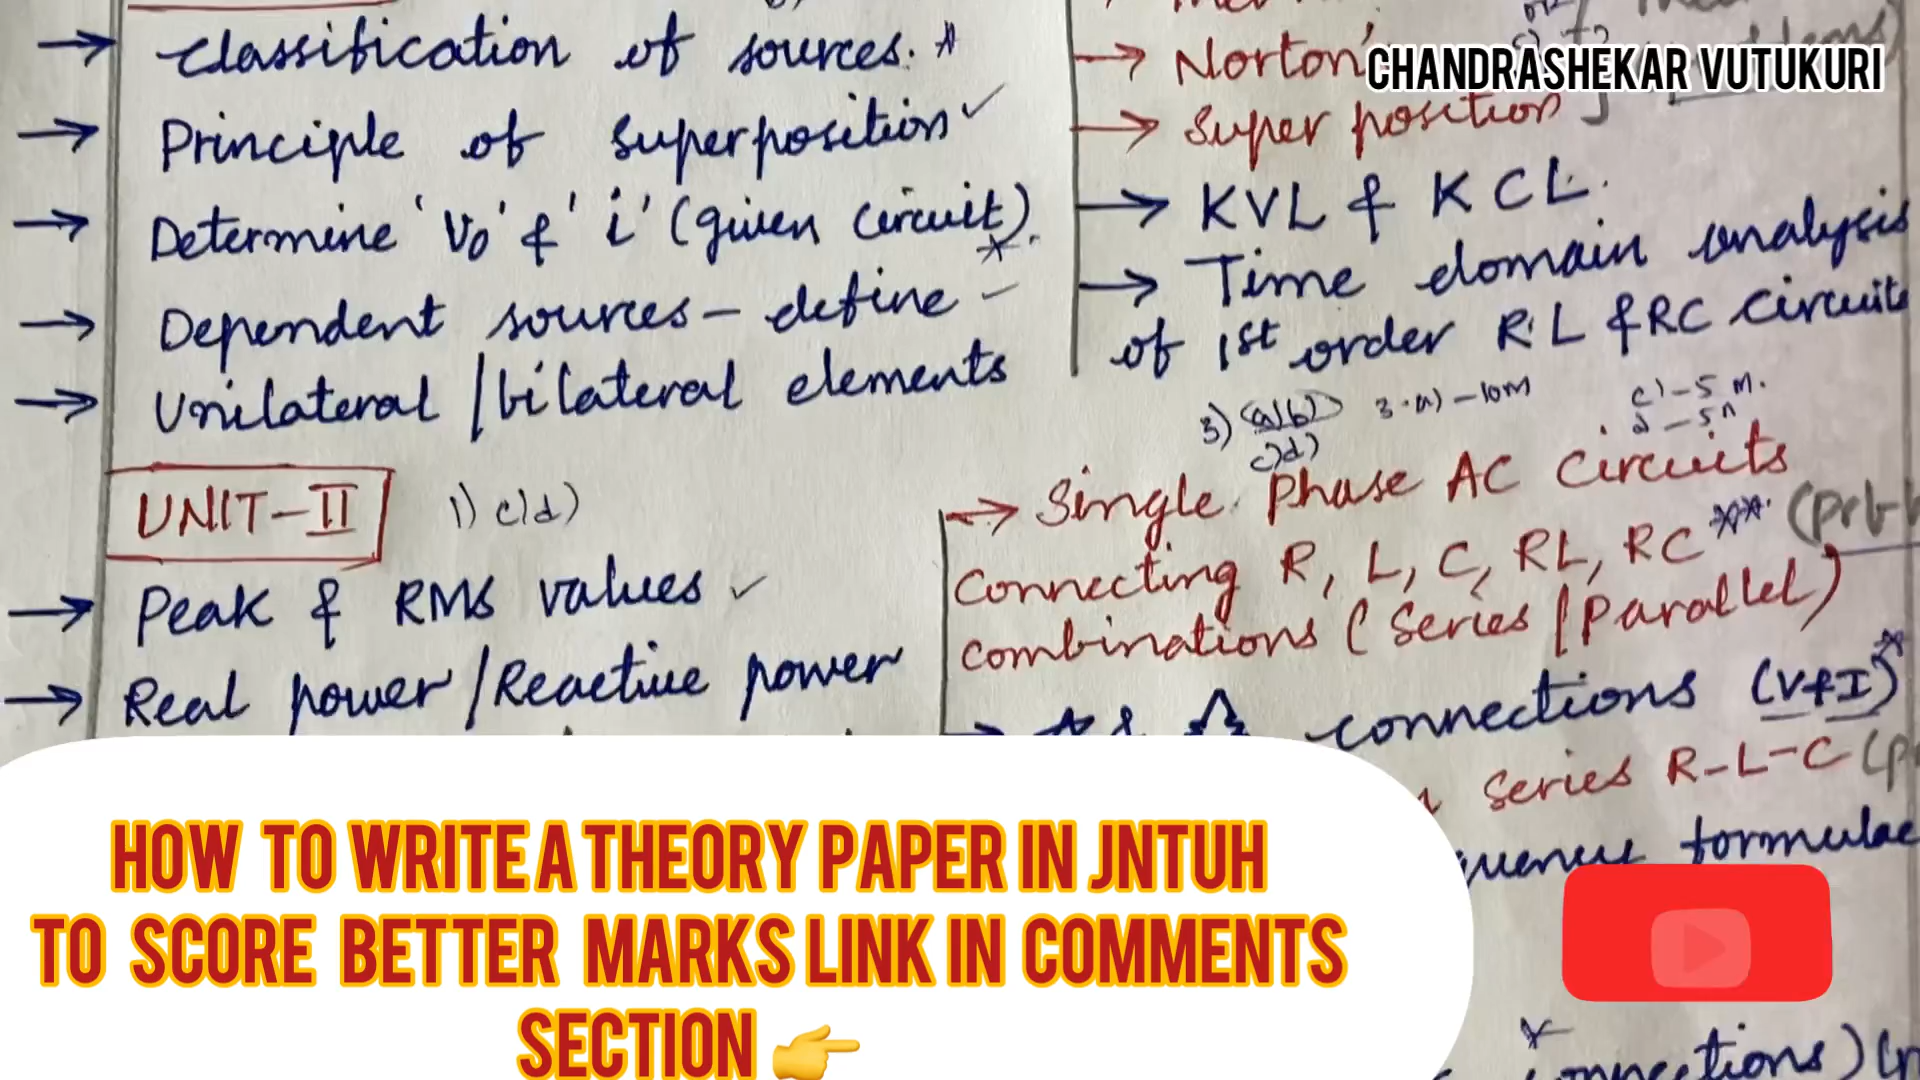 → Classification of sources. *
→ Principle of superposition ✓
→ Determine 'V₀' & 'i' (given circuit). *
→ Dependent sources – define –
→ Unilateral / bilateral elements
→ Norton's
CHANDRASHEKAR VUTUKURI
→ Super position
→ KVL & KCL.
→ Time domain analysis
of 1st order RL & RC circuits
3) (a)(b) 3·a) – 10M c) – 5 M.
c)d) d – 5M
UNIT-II 1) c)d)
→ Peak & RMS values ✓
→ Real power / Reactive power
→ Single Phase AC Circuits
Connecting R, L, C, RL, RC ***
combinations (Series / Parallel)
connections (V & I) *
Series R-L-C
formulae
HOW TO WRITE A THEORY PAPER IN JNTUH
TO SCORE BETTER MARKS LINK IN COMMENTS
SECTION 👉